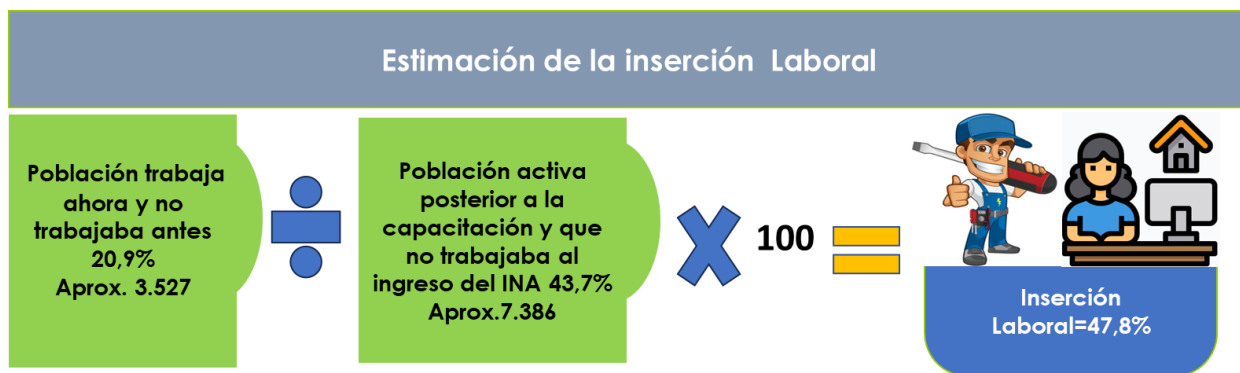 Estimación de la inserción  Laboral
Población trabaja
ahora y no
trabajaba antes
20,9%
Aprox. 3.527
Población activa
posterior a la
capacitación y que
no trabajaba al
ingreso del INA 43,7%
Aprox.7.386
100
Inserción
Laboral=47,8%